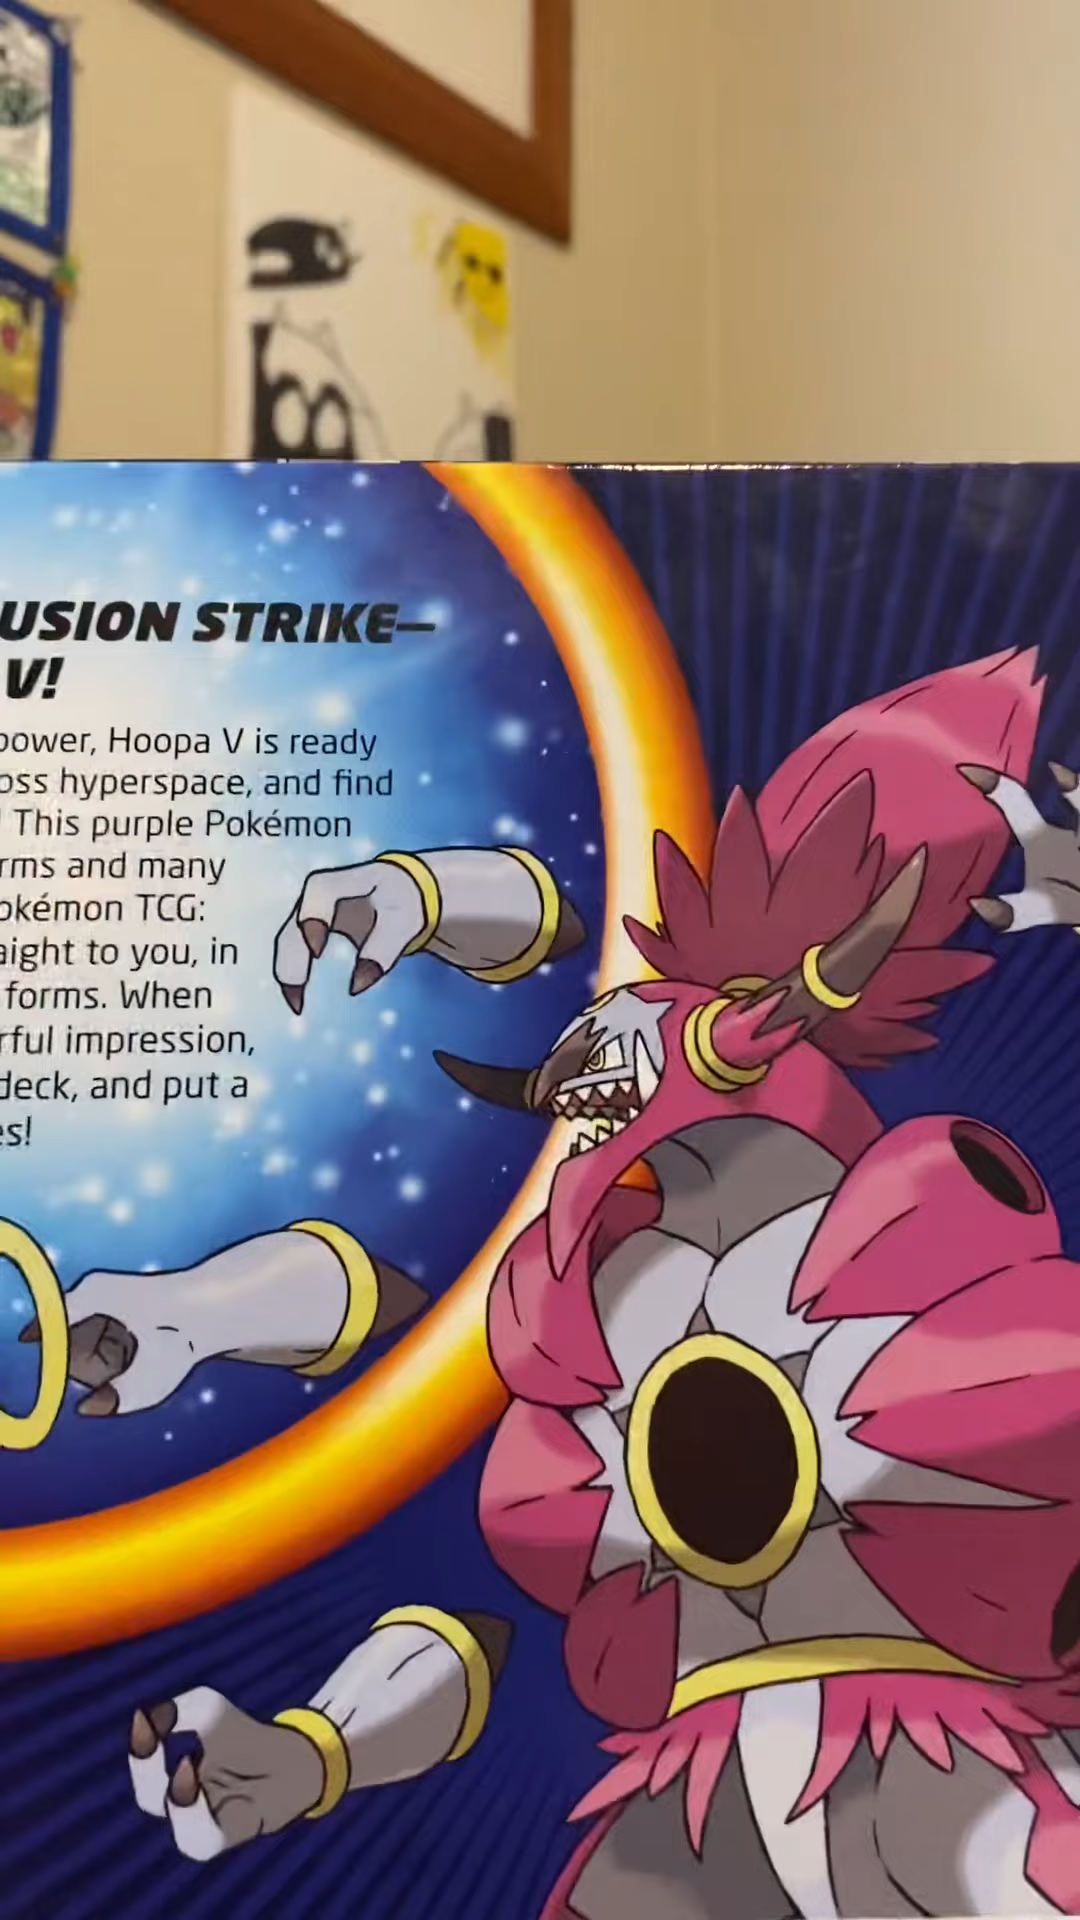 USION STRIKE—
V!
power, Hoopa V is ready
oss hyperspace, and find
! This purple Pokémon
rms and many
okémon TCG:
aight to you, in
forms. When
rful impression,
deck, and put a
es!